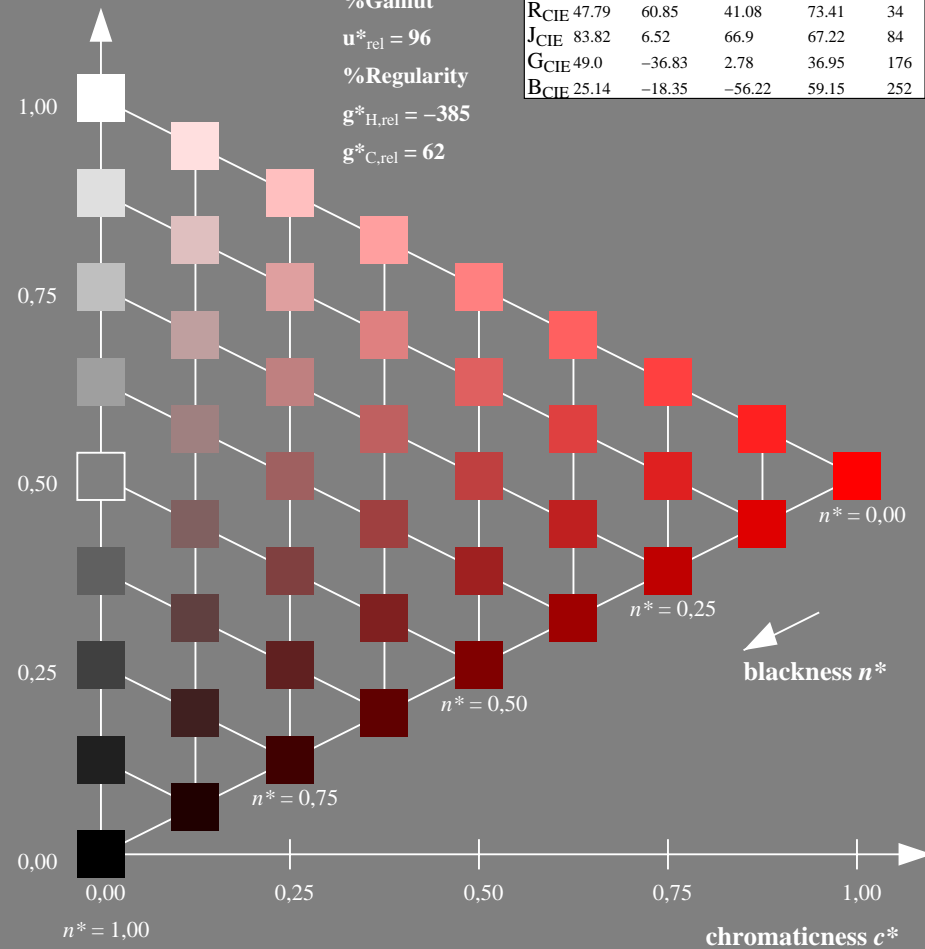 %Gamut
u*rel = 96
%Regularity
g*H,rel = −385
g*C,rel = 62
RCIE 47.79 60.85 41.08 73.41 34
JCIE 83.82 6.52 66.9 67.22 84
GCIE 49.0 −36.83 2.78 36.95 176
BCIE 25.14 −18.35 −56.22 59.15 252
1,00
0,75
0,50
n* = 0,00
n* = 0,25
0,25
blackness n*
n* = 0,50
n* = 0,75
0,00
0,00 0,25 0,50 0,75 1,00
n* = 1,00
chromaticness c*